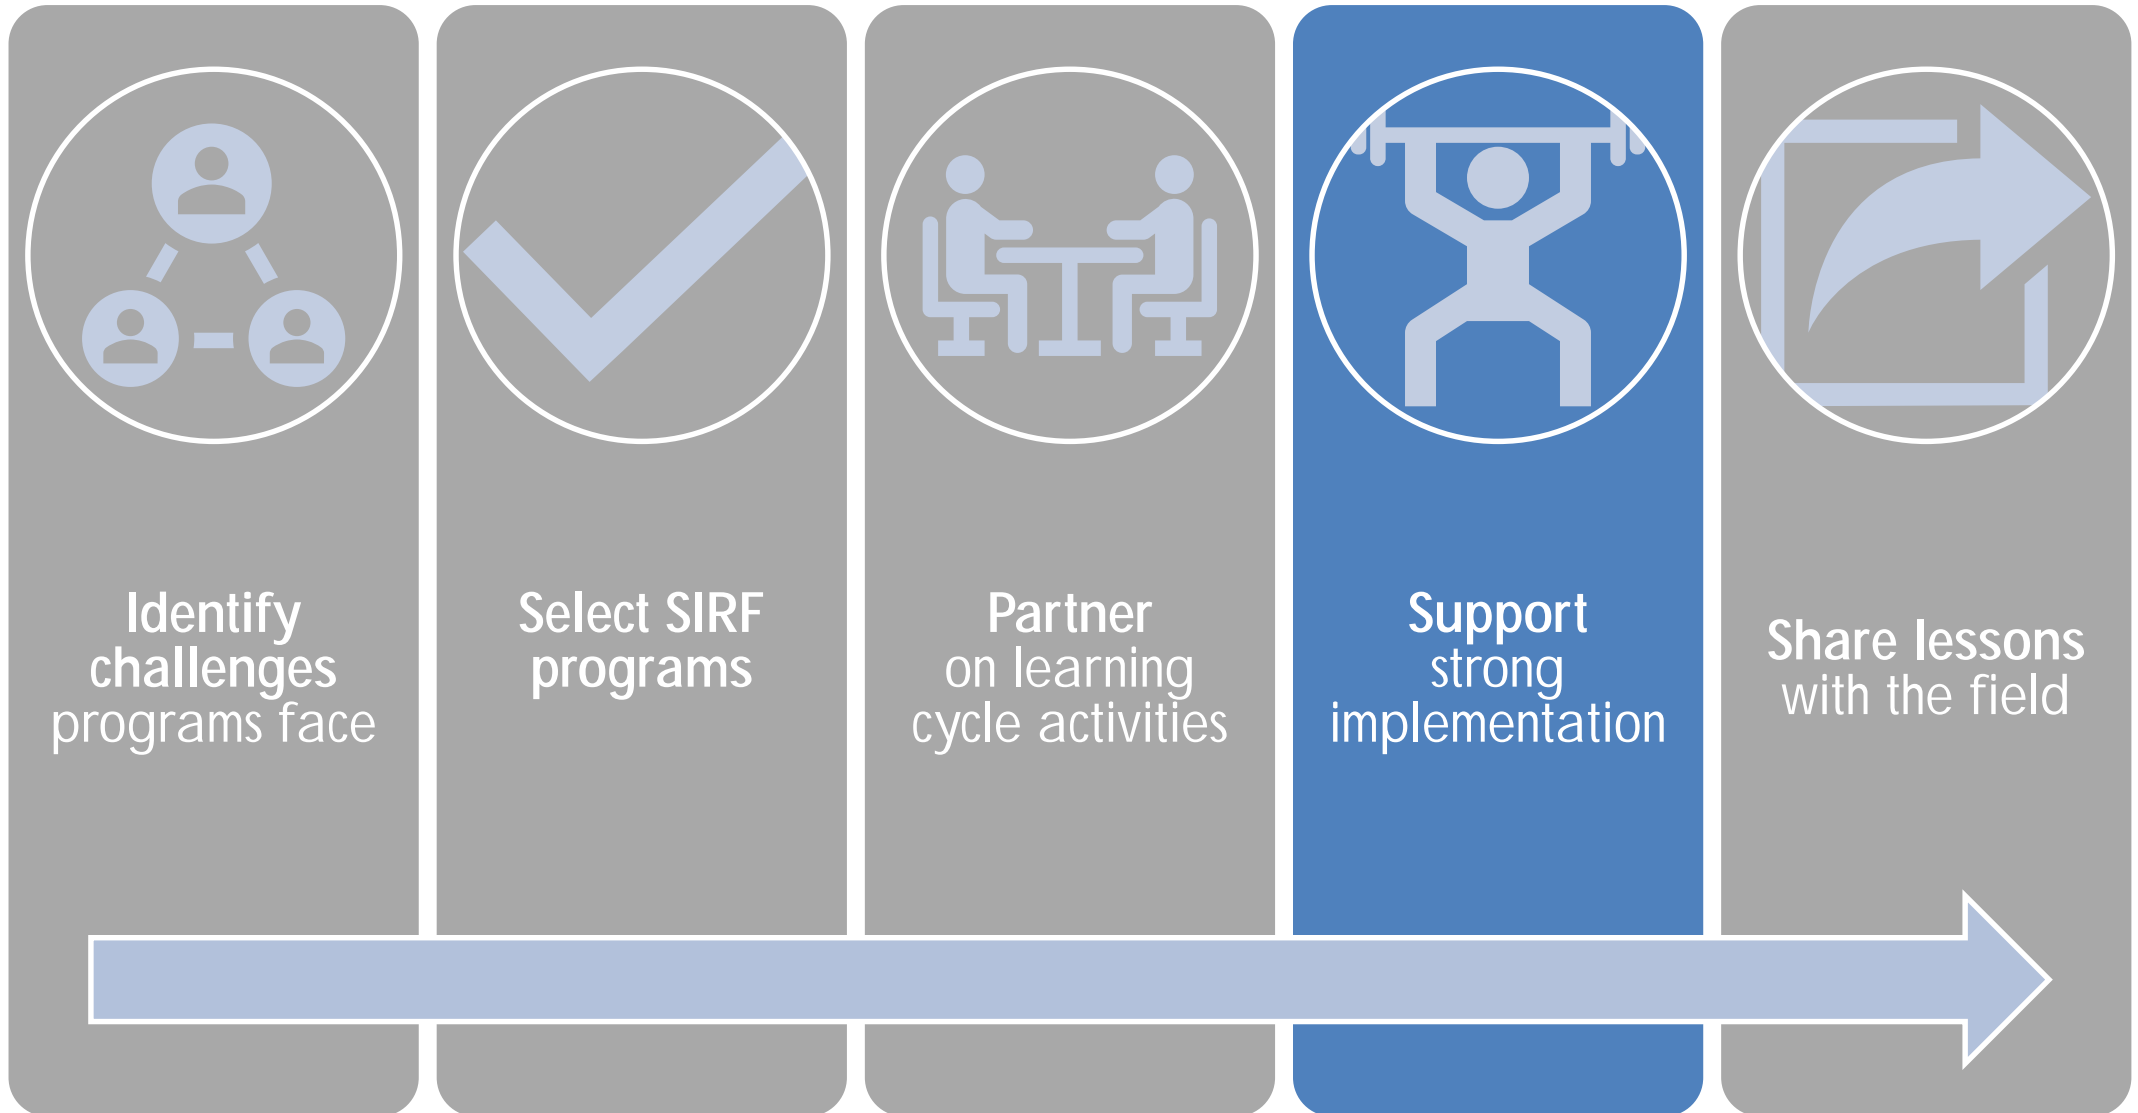 Identify
challenges
programs face
Select SIRF
programs
Partner
on learning
cycle activities
Support
strong
implementation
Share lessons
with the field